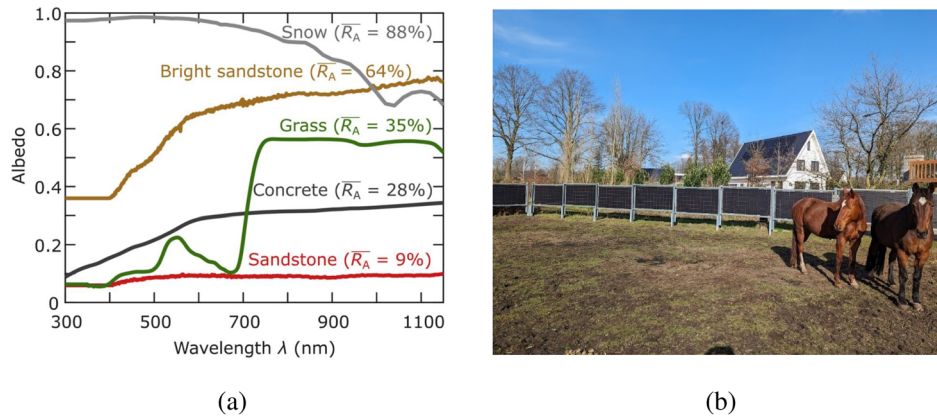 1.0
0.8
0.6
0.4
0.2
0
Albedo
Snow (R̅A̅ = 88%)
Bright sandstone (R̅A̅ = 64%)
Grass (R̅A̅ = 35%)
Concrete (R̅A̅ = 28%)
Sandstone (R̅A̅ = 9%)
300 500 700 900 1100
Wavelength λ (nm)
(a) (b)